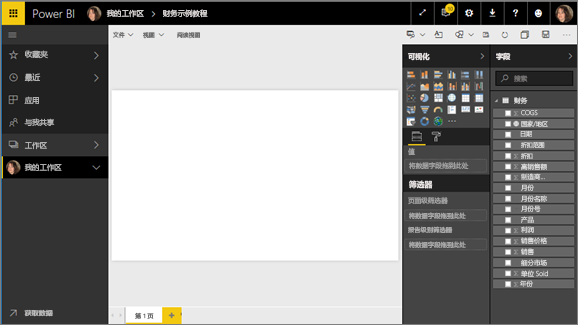 Power BI 我的工作区 > 财务示例教程
10
文件 视图 阅读视图
收藏夹
最近
应用
与我共享
工作区
我的工作区
获取数据
第 1 页
+
可视化
值
将数据字段拖到此处
筛选器
页面级筛选器
将数据字段拖到此处
报告级别筛选器
将数据字段拖到此处
字段
搜索
财务
COGS
国家/地区
日期
折扣范围
折扣
总销售额
制造商...
月份
月份名称
月份号
产品
利润
销售价格
销售
细分市场
单位 Sold
年份